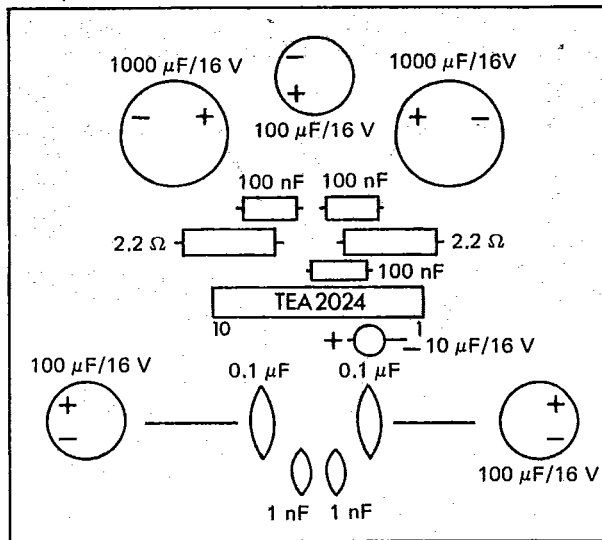 1000 µF/16 V
−
+
−
+
100 µF/16 V
1000 µF/16V
+
−
100 nF
100 nF
2.2 Ω
2.2 Ω
100 nF
TEA2024
10
1
+
−
10 µF/16 V
100 µF/16 V
+
−
0.1 µF
0.1 µF
+
−
100 µF/16 V
1 nF
1 nF